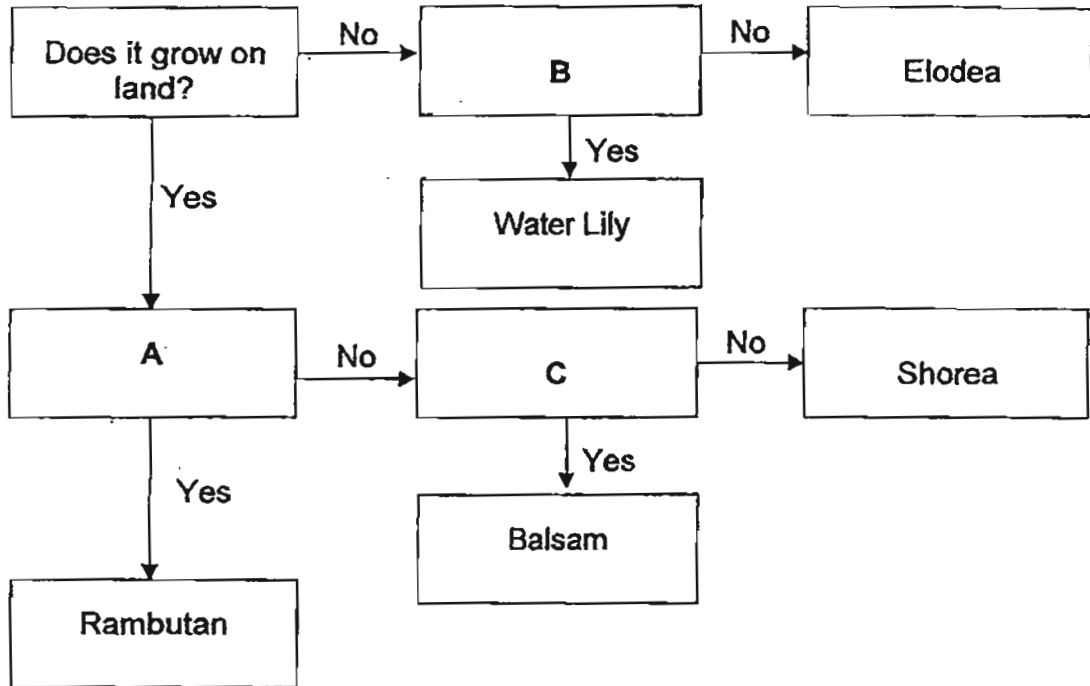 Does it grow on
land?
No
B
No
Elodea
Yes
Yes
Water Lily
A
No
C
No
Shorea
Yes
Yes
Balsam
Rambutan